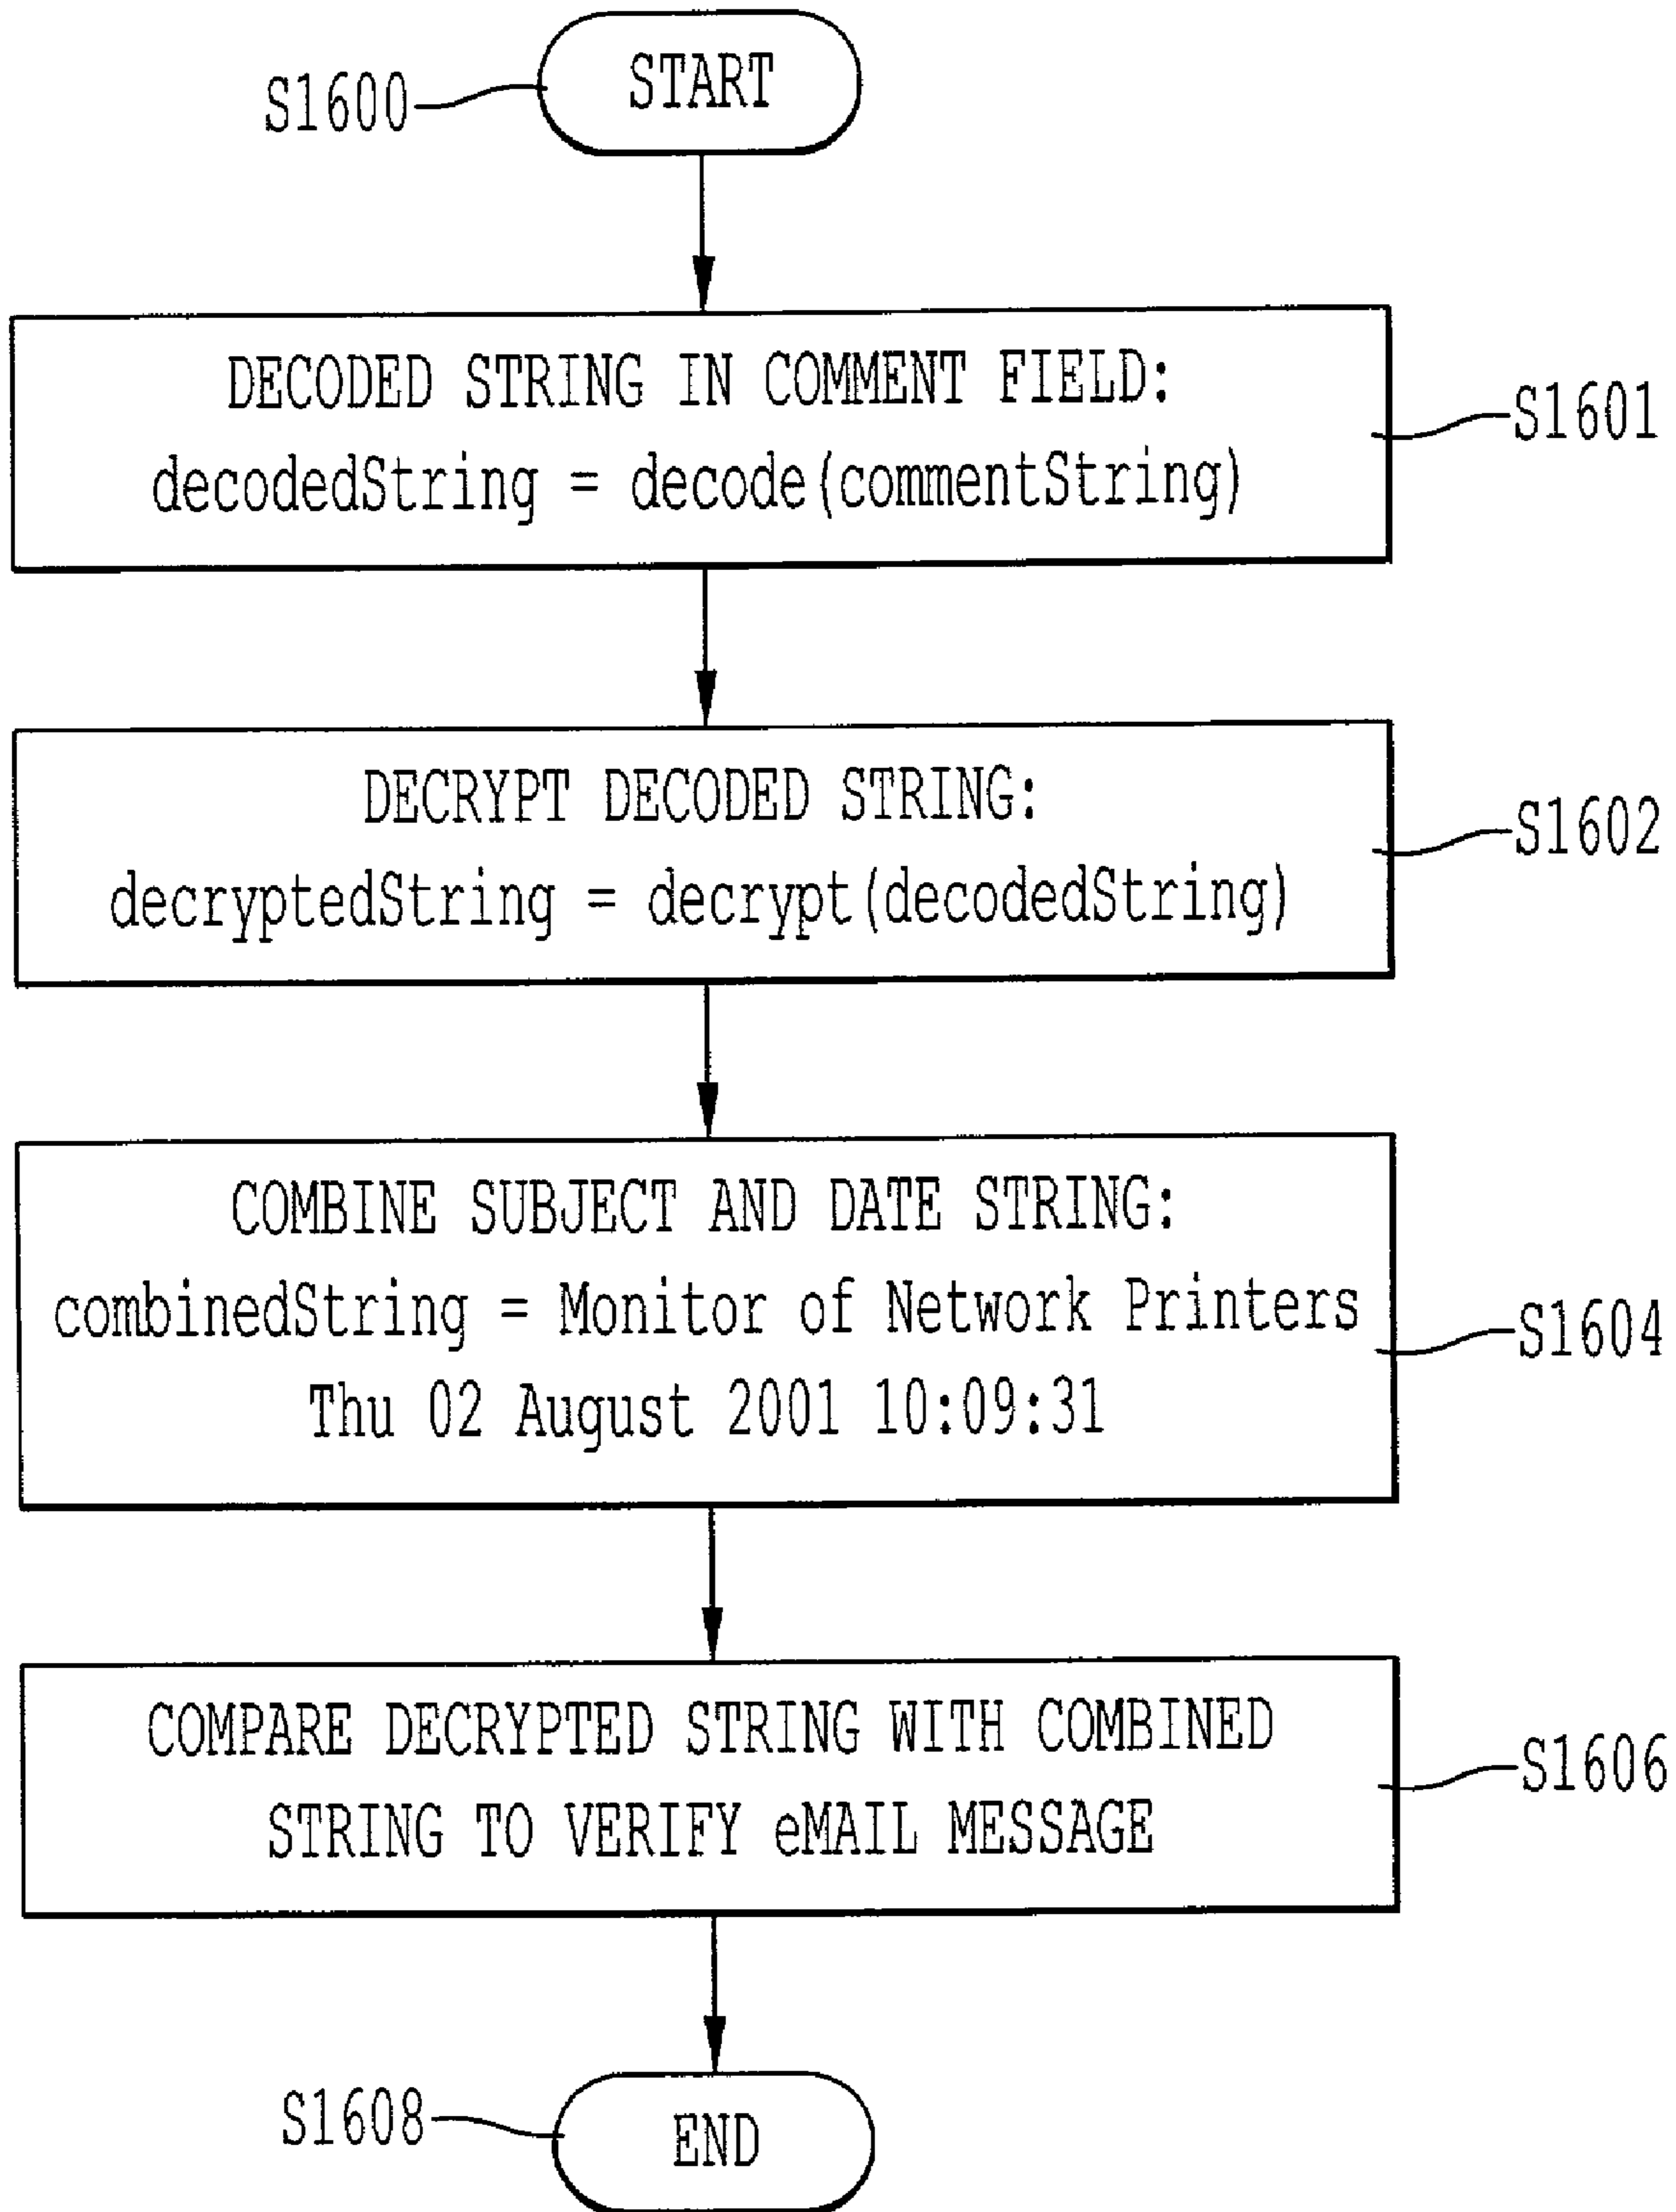 START
S1600
DECODED STRING IN COMMENT FIELD:
decodedString = decode(commentString)
S1601
DECRYPT DECODED STRING:
decryptedString = decrypt(decodedString)
S1602
COMBINE SUBJECT AND DATE STRING:
combinedString = Monitor of Network Printers
Thu 02 August 2001 10:09:31
S1604
COMPARE DECRYPTED STRING WITH COMBINED
STRING TO VERIFY eMAIL MESSAGE
S1606
S1608
END